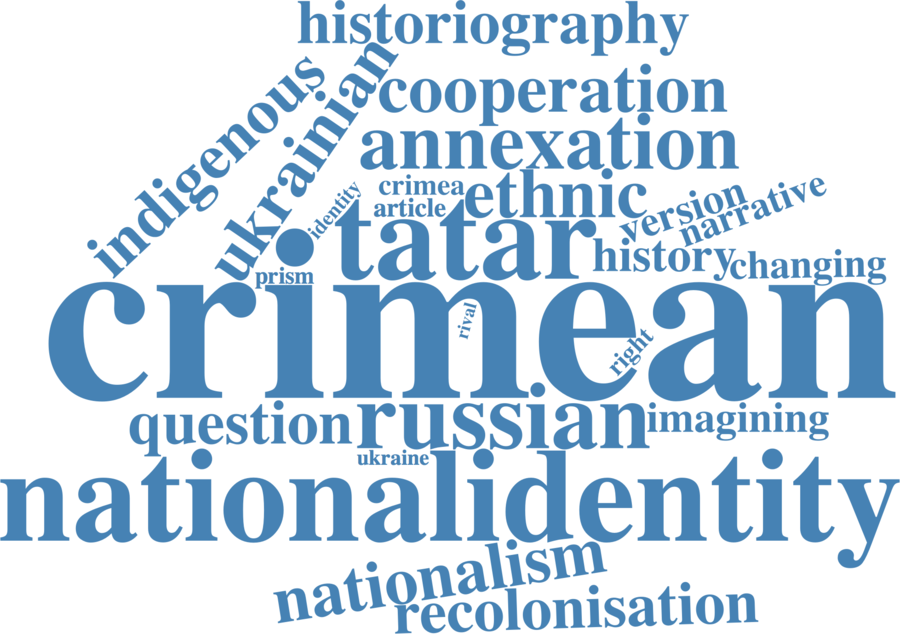 historiography
indigenous
ukrainian
cooperation
annexation
crimea
ethnic
identity
article
version
narrative
tatar
history
changing
prism
crimean
rival
right
question
russian
imagining
ukraine
nationalidentity
nationalism
recolonisation